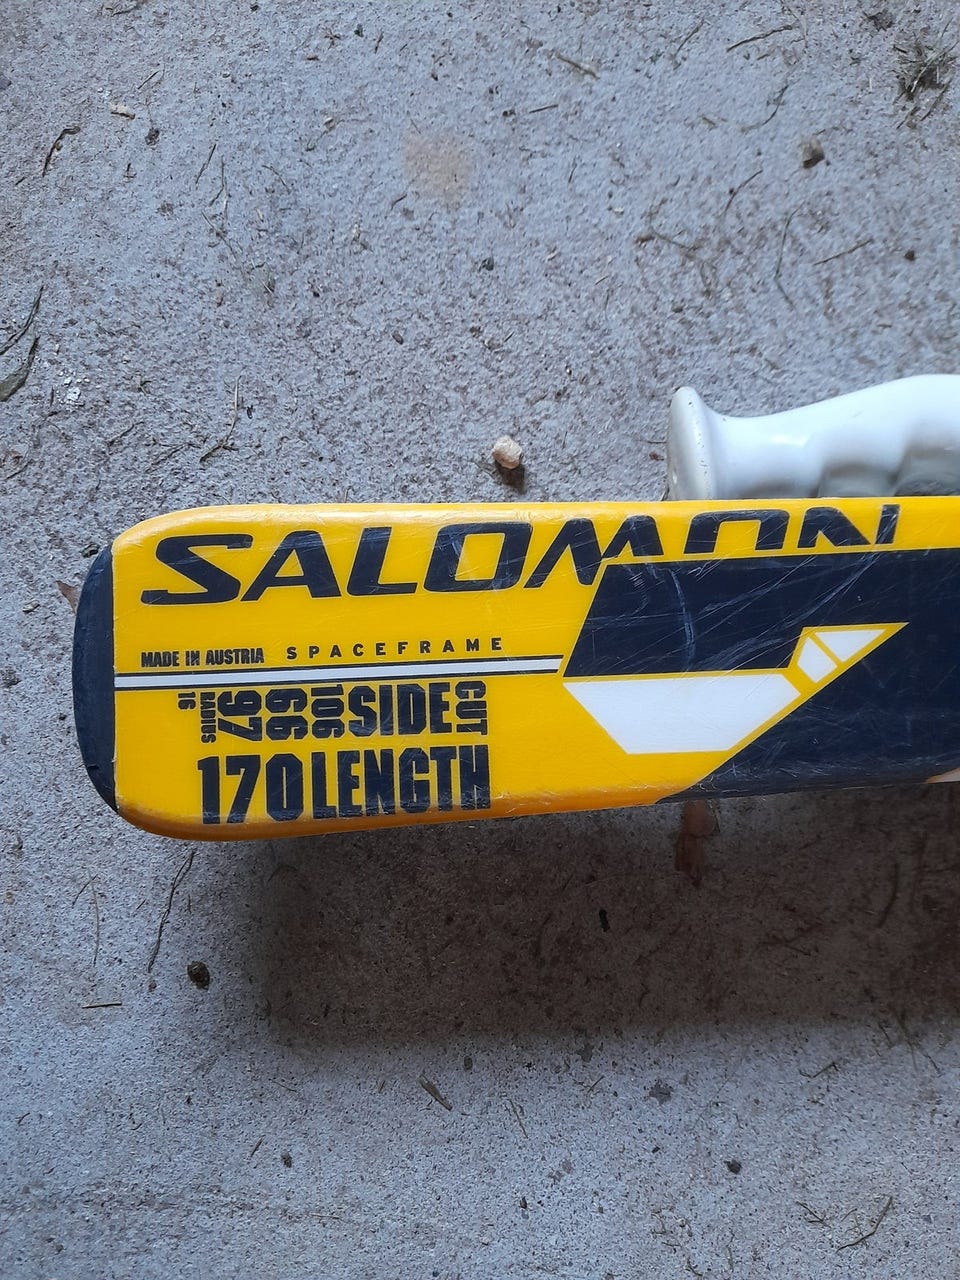 SALOMON
MADE IN AUSTRIA SPACEFRAME
RADIUS 16
97
66
106
SIDE CUT
170 LENGTH